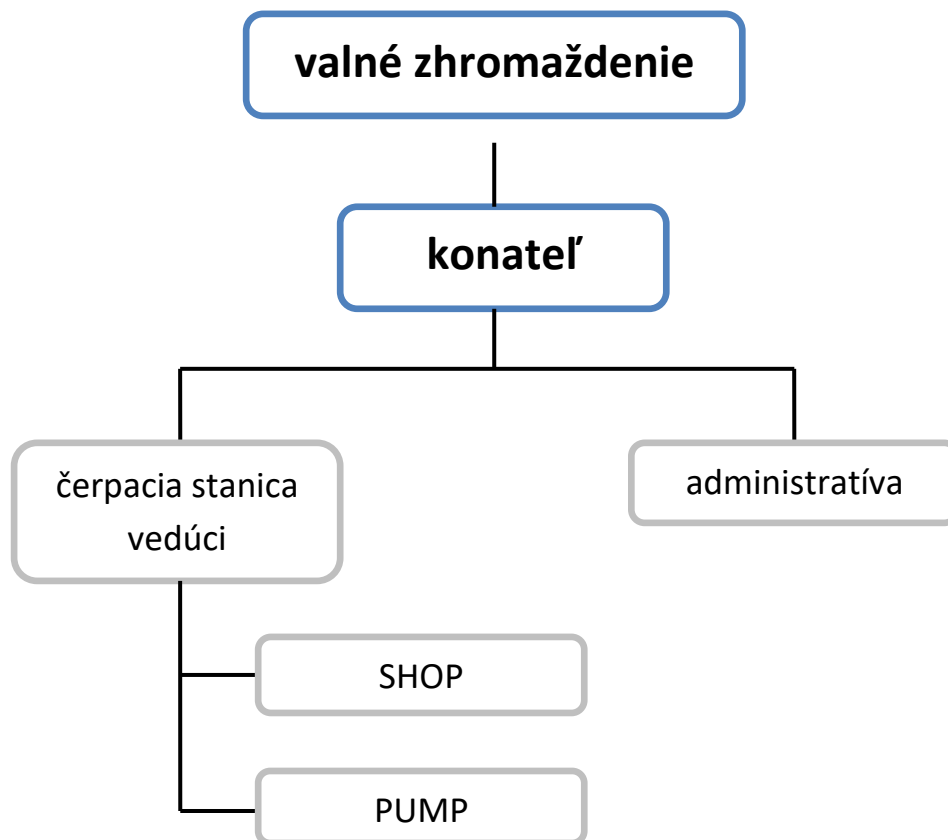 valné zhromaždenie
konateľ
čerpacia stanica
vedúci
administratíva
SHOP
PUMP